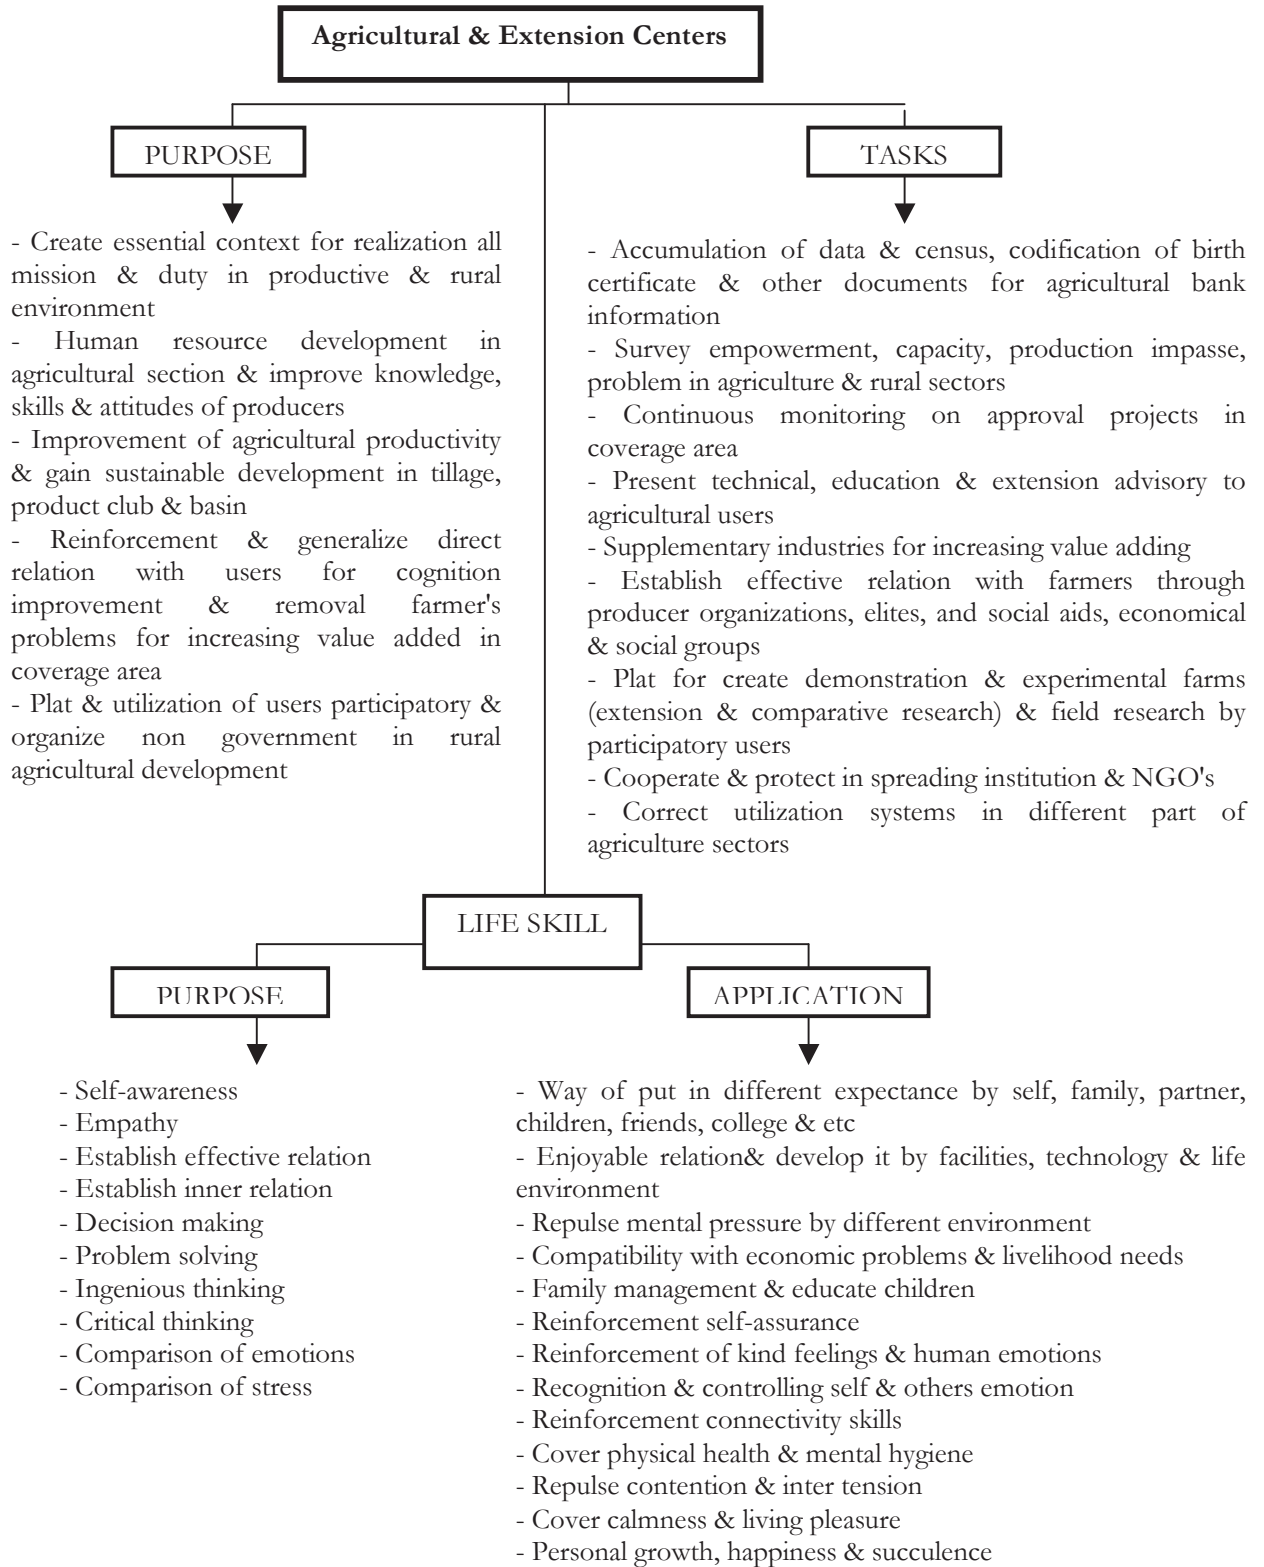 Agricultural & Extension Centers
PURPOSE
- Create essential context for realization all
mission & duty in productive & rural
environment
- Human resource development in
agricultural section & improve knowledge,
skills & attitudes of producers
- Improvement of agricultural productivity
& gain sustainable development in tillage,
product club & basin
- Reinforcement & generalize direct
relation with users for cognition
improvement & removal farmer's
problems for increasing value added in
coverage area
- Plat & utilization of users participatory &
organize non government in rural
agricultural development
TASKS
- Accumulation of data & census, codification of birth
certificate & other documents for agricultural bank
information
- Survey empowerment, capacity, production impasse,
problem in agriculture & rural sectors
- Continuous monitoring on approval projects in
coverage area
- Present technical, education & extension advisory to
agricultural users
- Supplementary industries for increasing value adding
- Establish effective relation with farmers through
producer organizations, elites, and social aids, economical
& social groups
- Plat for create demonstration & experimental farms
(extension & comparative research) & field research by
participatory users
- Cooperate & protect in spreading institution & NGO's
- Correct utilization systems in different part of
agriculture sectors
LIFE SKILL
PURPOSE
- Self-awareness
- Empathy
- Establish effective relation
- Establish inner relation
- Decision making
- Problem solving
- Ingenious thinking
- Critical thinking
- Comparison of emotions
- Comparison of stress
APPLICATION
- Way of put in different expectance by self, family, partner,
children, friends, college & etc
- Enjoyable relation& develop it by facilities, technology & life
environment
- Repulse mental pressure by different environment
- Compatibility with economic problems & livelihood needs
- Family management & educate children
- Reinforcement self-assurance
- Reinforcement of kind feelings & human emotions
- Recognition & controlling self & others emotion
- Reinforcement connectivity skills
- Cover physical health & mental hygiene
- Repulse contention & inter tension
- Cover calmness & living pleasure
- Personal growth, happiness & succulence